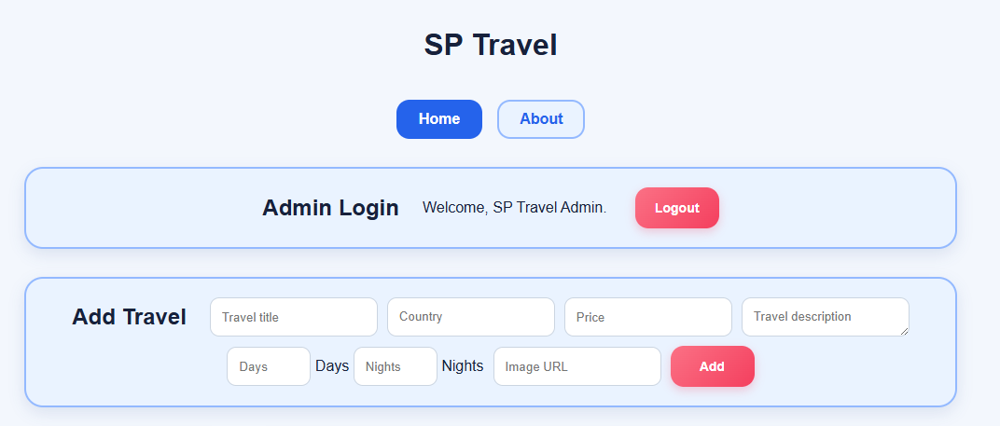 SP Travel
Home About
Admin Login Welcome, SP Travel Admin. Logout
Add Travel Travel title Country Price Travel description
Days Days Nights Nights Image URL Add